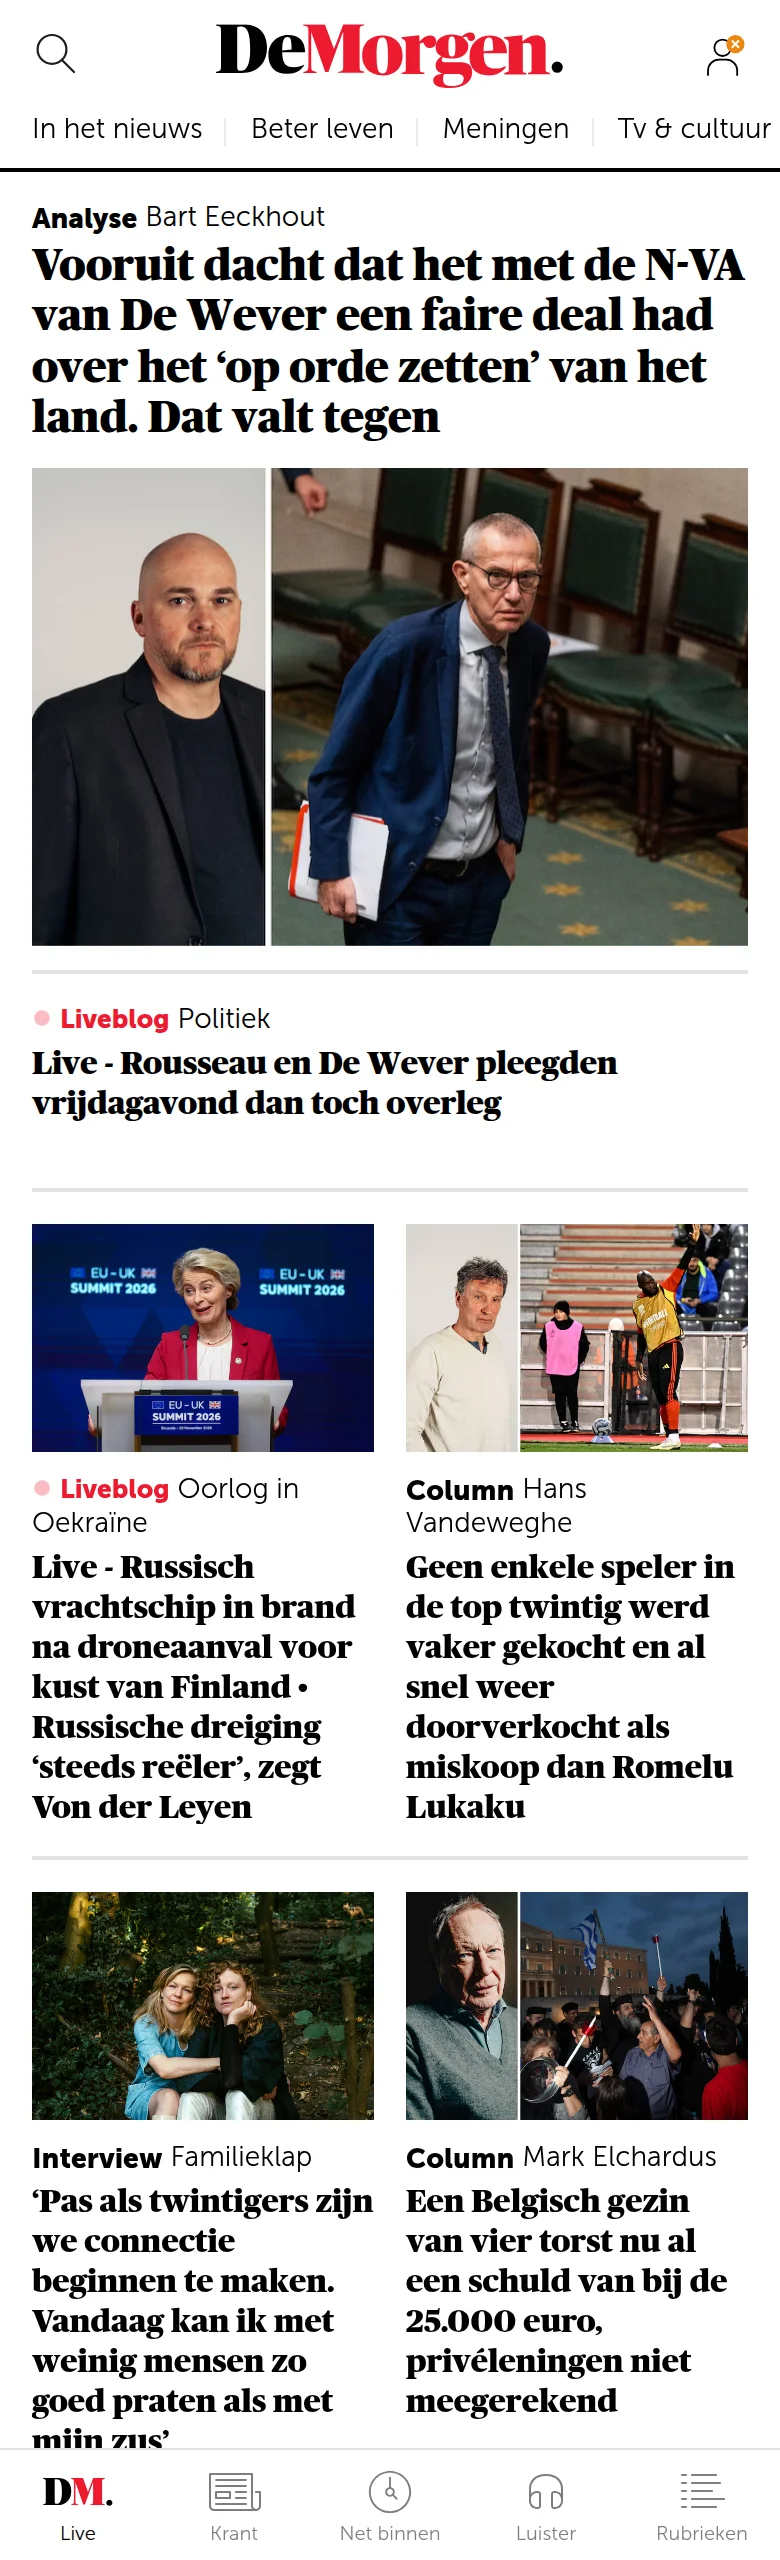 DeMorgen.
In het nieuws
Beter leven
Meningen
Tv & cultuur
Analyse Bart Eeckhout
Vooruit dacht dat het met de N-VA
van De Wever een faire deal had
over het ‘op orde zetten’ van het
land. Dat valt tegen
Liveblog Politiek
Live - Rousseau en De Wever pleegden
vrijdagavond dan toch overleg
EU – UK
SUMMIT 2026
EU – UK
SUMMIT 2026
EU – UK
SUMMIT 2026
Liveblog Oorlog in
Oekraïne
Live - Russisch
vrachtschip in brand
na droneaanval voor
kust van Finland •
Russische dreiging
‘steeds reëler’, zegt
Von der Leyen
Column Hans
Vandeweghe
Geen enkele speler in
de top twintig werd
vaker gekocht en al
snel weer
doorverkocht als
miskoop dan Romelu
Lukaku
Interview Familieklap
‘Pas als twintigers zijn
we connectie
beginnen te maken.
Vandaag kan ik met
weinig mensen zo
goed praten als met
mijn zus’
Column Mark Elchardus
Een Belgisch gezin
van vier torst nu al
een schuld van bij de
25.000 euro,
privéleningen niet
meegerekend
DM.
Live
Krant
Net binnen
Luister
Rubrieken